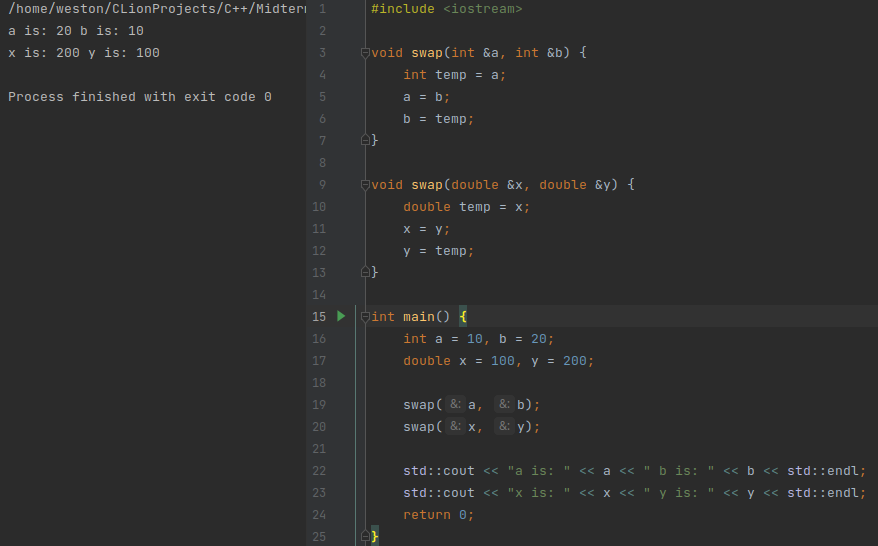 /home/weston/CLionProjects/C++/Midter
a is: 20 b is: 10
x is: 200 y is: 100
Process finished with exit code 0
1 #include <iostream>
2
3 void swap(int &a, int &b) {
4 int temp = a;
5 a = b;
6 b = temp;
7 }
8
9 void swap(double &x, double &y) {
10 double temp = x;
11 x = y;
12 y = temp;
13 }
14
15 int main() {
16 int a = 10, b = 20;
17 double x = 100, y = 200;
18
19 swap( &: a, &: b);
20 swap( &: x, &: y);
21
22 std::cout << "a is: " << a << " b is: " << b << std::endl;
23 std::cout << "x is: " << x << " y is: " << y << std::endl;
24 return 0;
25 }